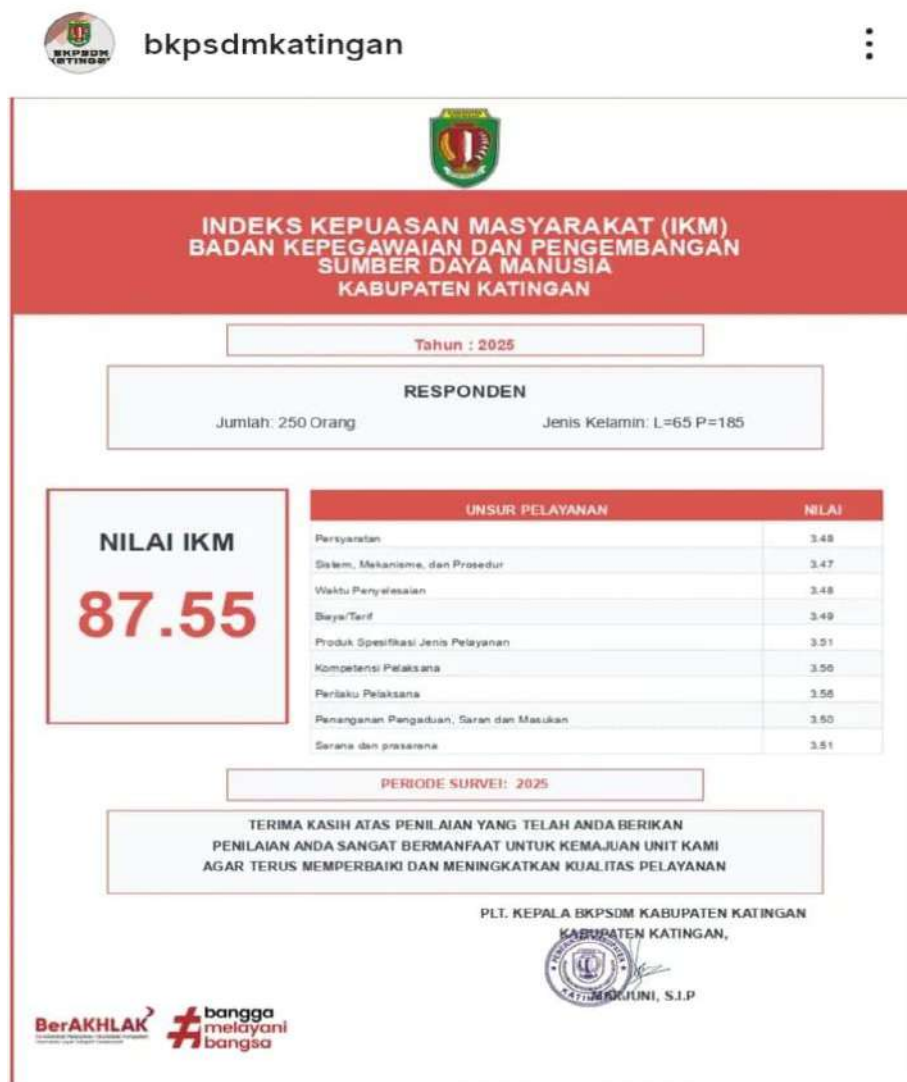 bkpsdmkatingan
BKPSDM
INDEKS KEPUASAN MASYARAKAT (IKM)
BADAN KEPEGAWAIAN DAN PENGEMBANGAN
SUMBER DAYA MANUSIA
KABUPATEN KATINGAN
Tahun : 2025
RESPONDEN
Jumlah: 250 Orang Jenis Kelamin: L=65 P=185
NILAI IKM
87.55
UNSUR PELAYANAN NILAI
Persyaratan 3.48
Sistem, Mekanisme, dan Prosedur 3.47
Waktu Penyelesaian 3.48
Biaya/Tarif 3.49
Produk Spesifikasi Jenis Pelayanan 3.51
Kompetensi Pelaksana
Perilaku Pelaksana
Penanganan Pengaduan, Saran dan Masukan 3.50
Sarana dan prasarana 3.51
PERIODE SURVEI: 2025
TERIMA KASIH ATAS PENILAIAN YANG TELAH ANDA BERIKAN
PENILAIAN ANDA SANGAT BERMANFAAT UNTUK KEMAJUAN UNIT KAMI
AGAR TERUS MEMPERBAIKI DAN MENINGKATKAN KUALITAS PELAYANAN
PLT. KEPALA BKPSDM KABUPATEN KATINGAN
KABUPATEN KATINGAN,
MARJUNI, S.I.P
BerAKHLAK
#bangga
melayani
bangsa